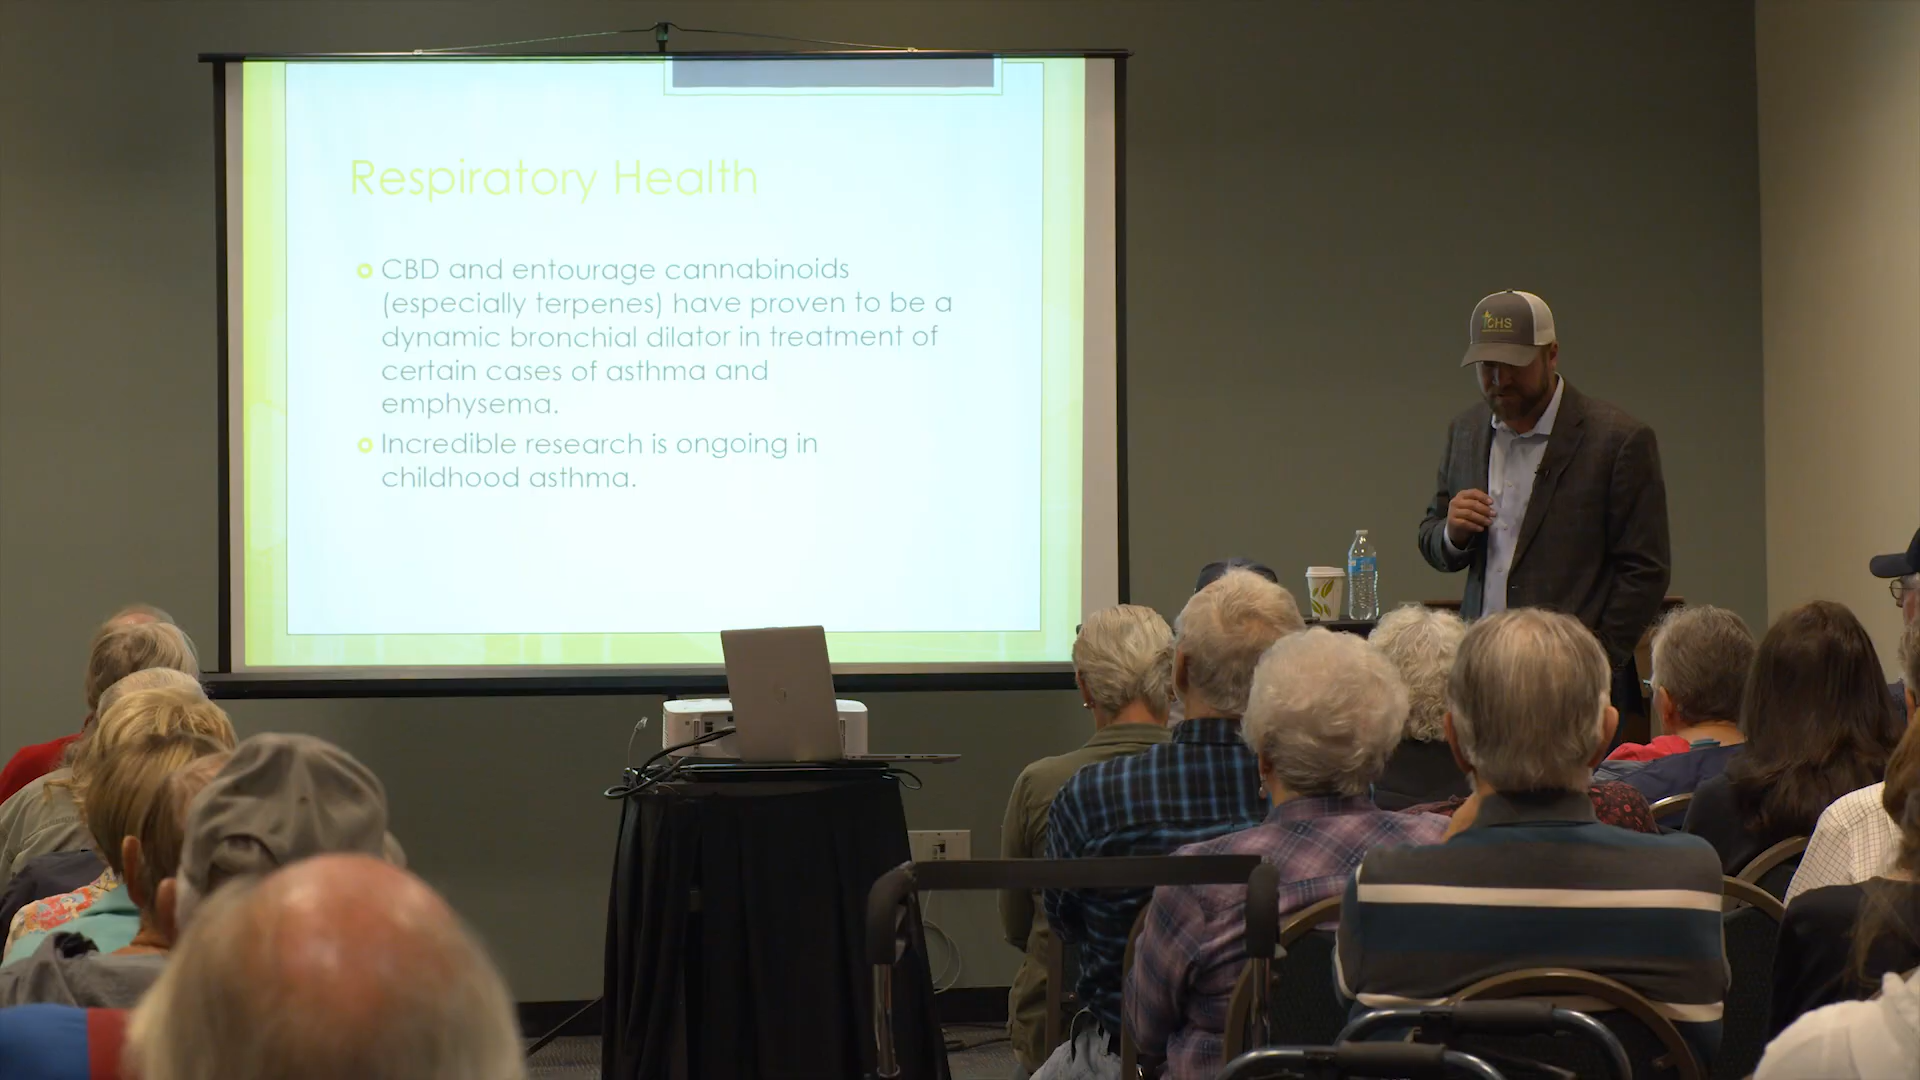 Respiratory Health
CBD and entourage cannabinoids
(especially terpenes) have proven to be a
dynamic bronchial dilator in treatment of
certain cases of asthma and
emphysema.
Incredible research is ongoing in
childhood asthma.
CHS